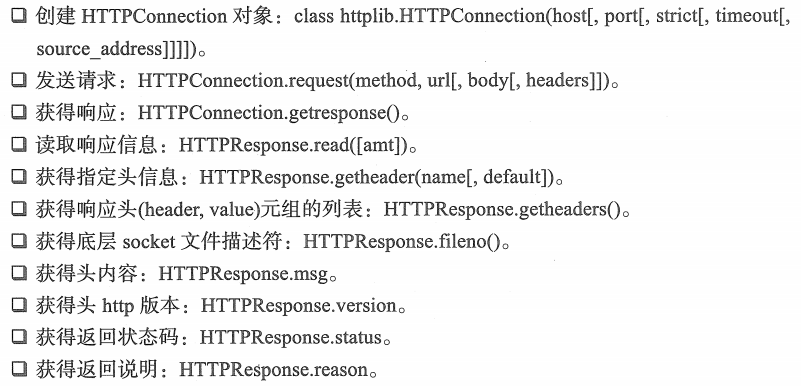 ❑ 创建 HTTPConnection 对象：class httplib.HTTPConnection(host[, port[, strict[, timeout[,
source_address]]]])。
❑ 发送请求：HTTPConnection.request(method, url[, body[, headers]])。
❑ 获得响应：HTTPConnection.getresponse()。
❑ 读取响应信息：HTTPResponse.read([amt])。
❑ 获得指定头信息：HTTPResponse.getheader(name[, default])。
❑ 获得响应头(header, value)元组的列表：HTTPResponse.getheaders()。
❑ 获得底层 socket 文件描述符：HTTPResponse.fileno()。
❑ 获得头内容：HTTPResponse.msg。
❑ 获得头 http 版本：HTTPResponse.version。
❑ 获得返回状态码：HTTPResponse.status。
❑ 获得返回说明：HTTPResponse.reason。